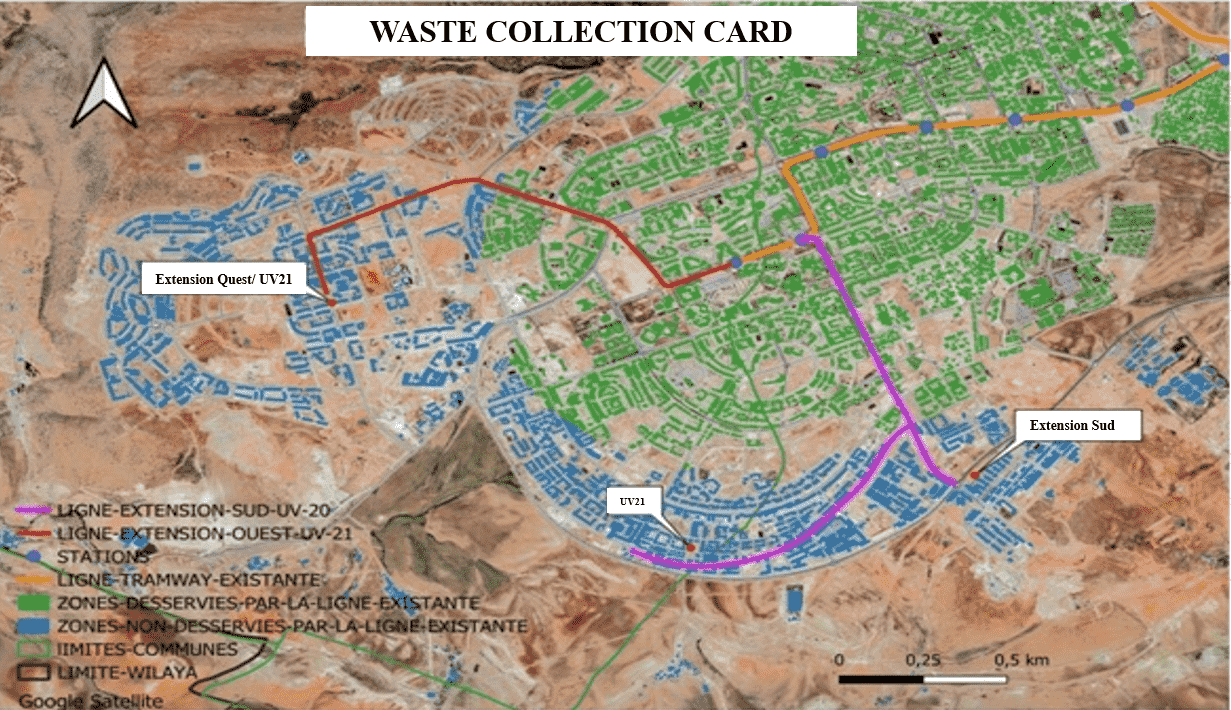 WASTE COLLECTION CARD
Extension Quest/ UV21
Extension Sud
UV21
LIGNE-EXTENSION-SUD-UV-20
LIGNE-EXTENSION-OUEST-UV-21
STATIONS
LIGNE-TRAMWAY-EXISTANTE
ZONES-DESSERVIES-PAR-LA-LIGNE-EXISTANTE
ZONES-NON-DESSERVIES-PAR-LA-LIGNE-EXISTANTE
lIMITES-COMMUNES
LIMITE-WILAYA
Google Satellite
0 0,25 0,5 km